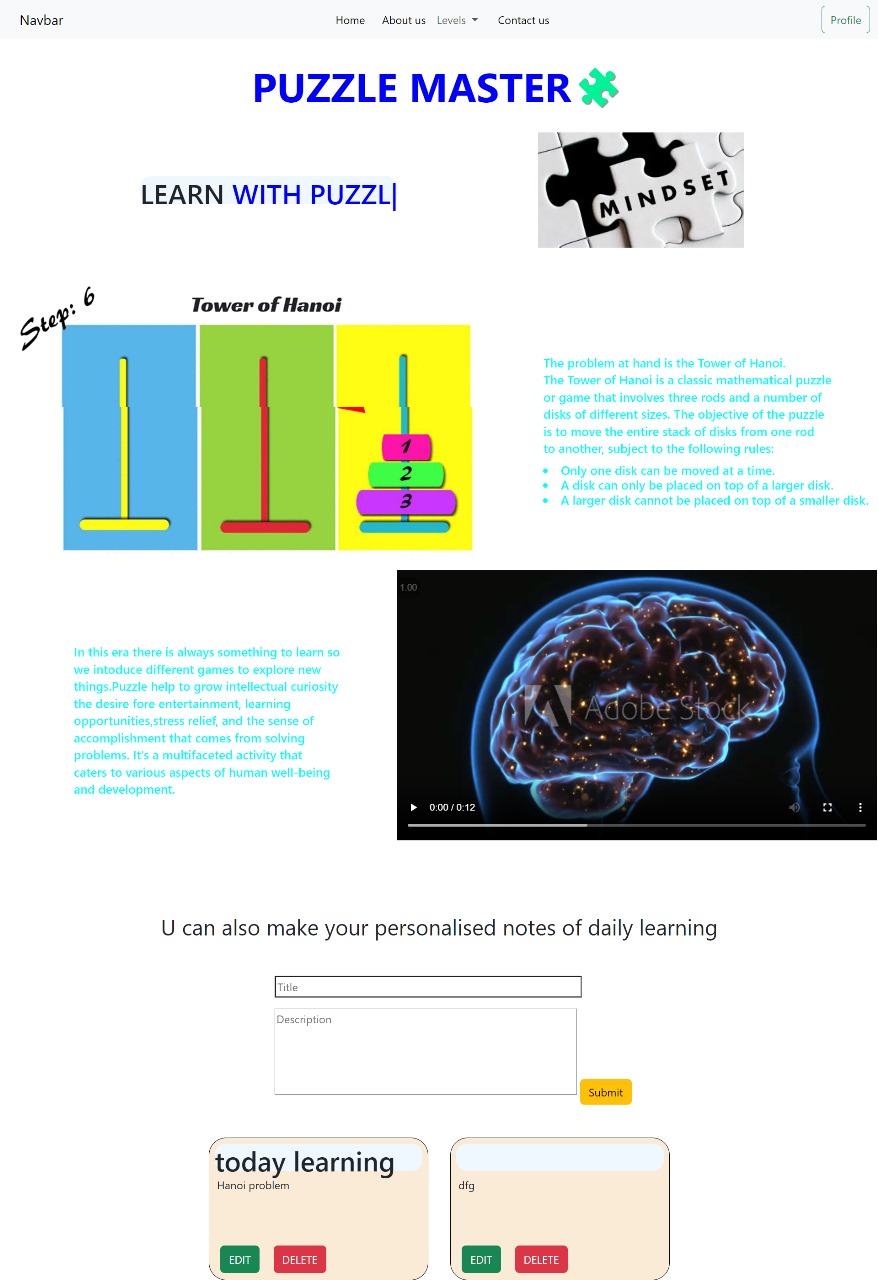 Navbar
Home
About us
Levels
Contact us
Profile
PUZZLE MASTER
LEARN WITH PUZZL
MINDSET
Step: 6
Tower of Hanoi
1
2
3
The problem at hand is the Tower of Hanoi.
The Tower of Hanoi is a classic mathematical puzzle
or game that involves three rods and a number of
disks of different sizes. The objective of the puzzle
is to move the entire stack of disks from one rod
to another, subject to the following rules:
Only one disk can be moved at a time.
A disk can only be placed on top of a larger disk.
A larger disk cannot be placed on top of a smaller disk.
1.00
Adobe Stock
0:00 / 0:12
In this era there is always something to learn so
we intoduce different games to explore new
things.Puzzle help to grow intellectual curiosity
the desire fore entertainment, learning
opportunities,stress relief, and the sense of
accomplishment that comes from solving
problems. It's a multifaceted activity that
caters to various aspects of human well-being
and development.
U can also make your personalised notes of daily learning
Title
Description
Submit
today learning
Hanoi problem
EDIT
DELETE
dfg
EDIT
DELETE